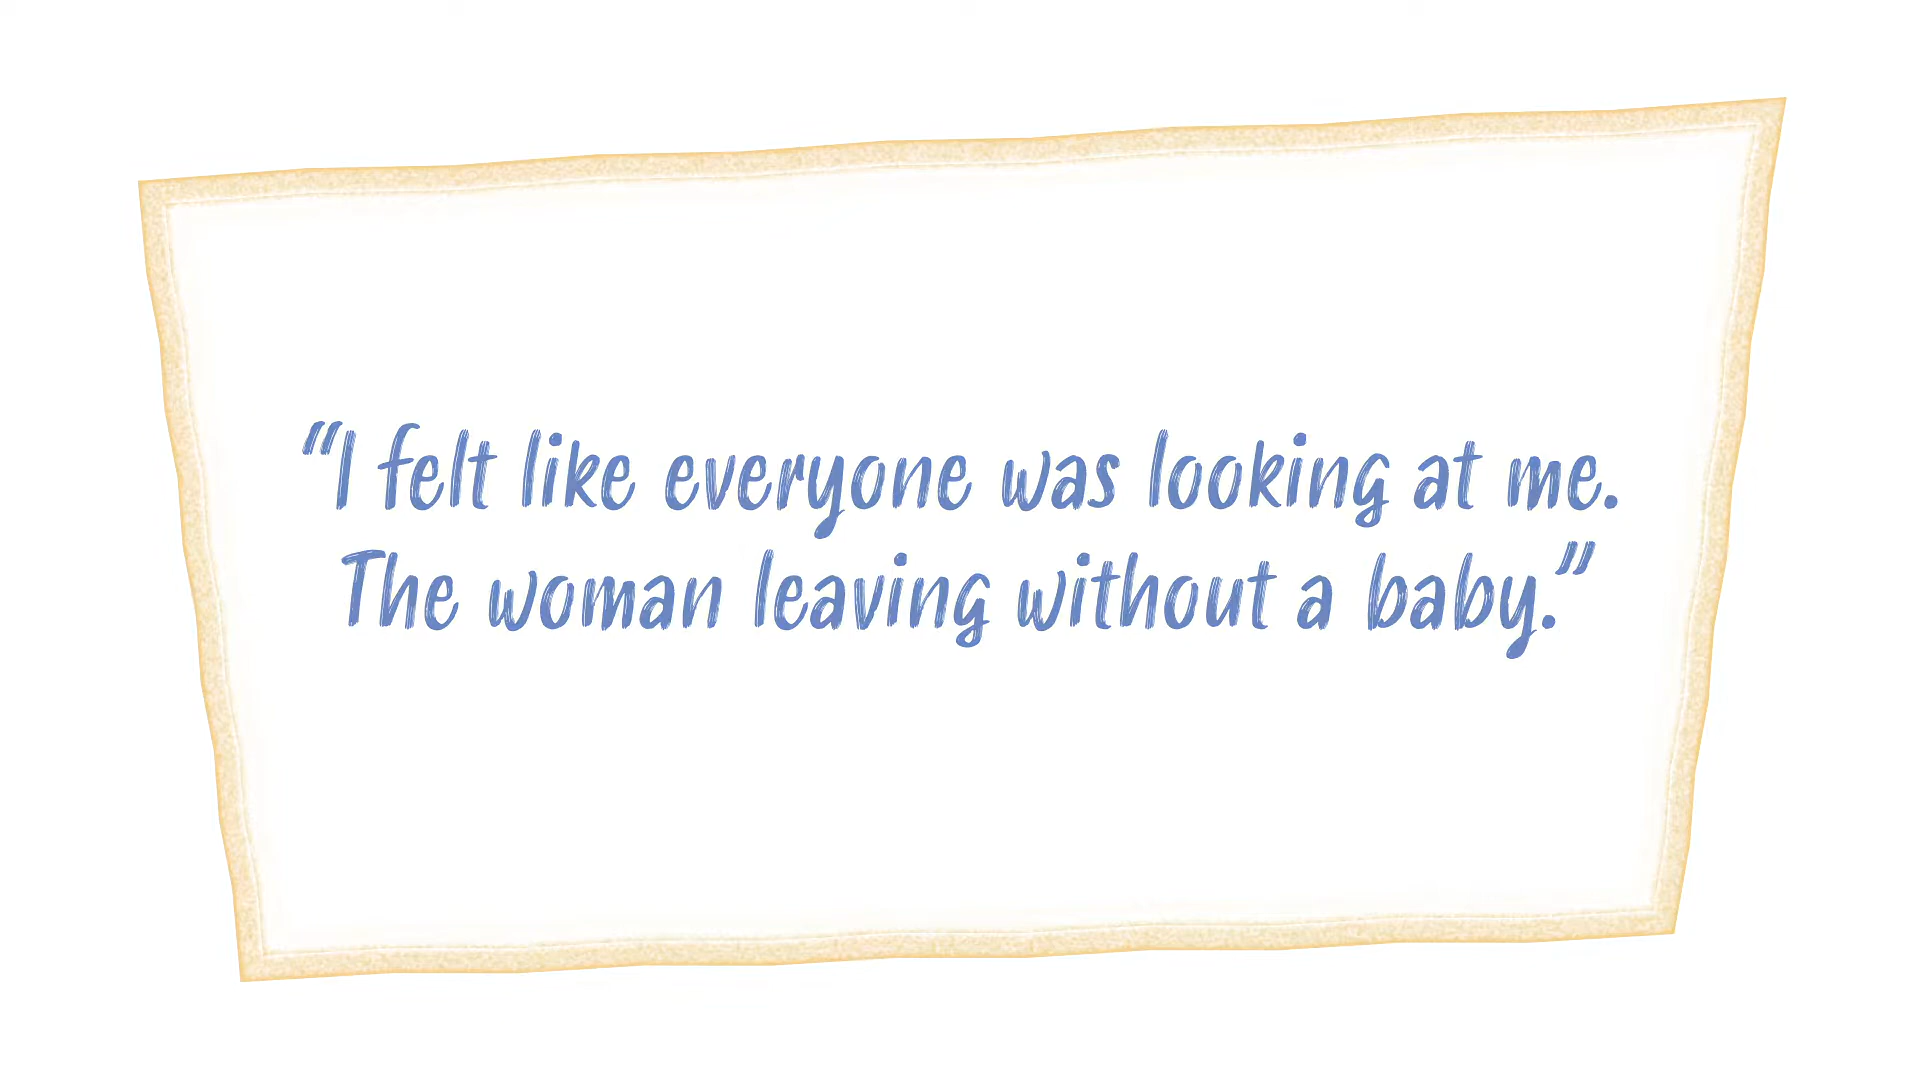 “I felt like everyone was looking at me.
The woman leaving without a baby.”